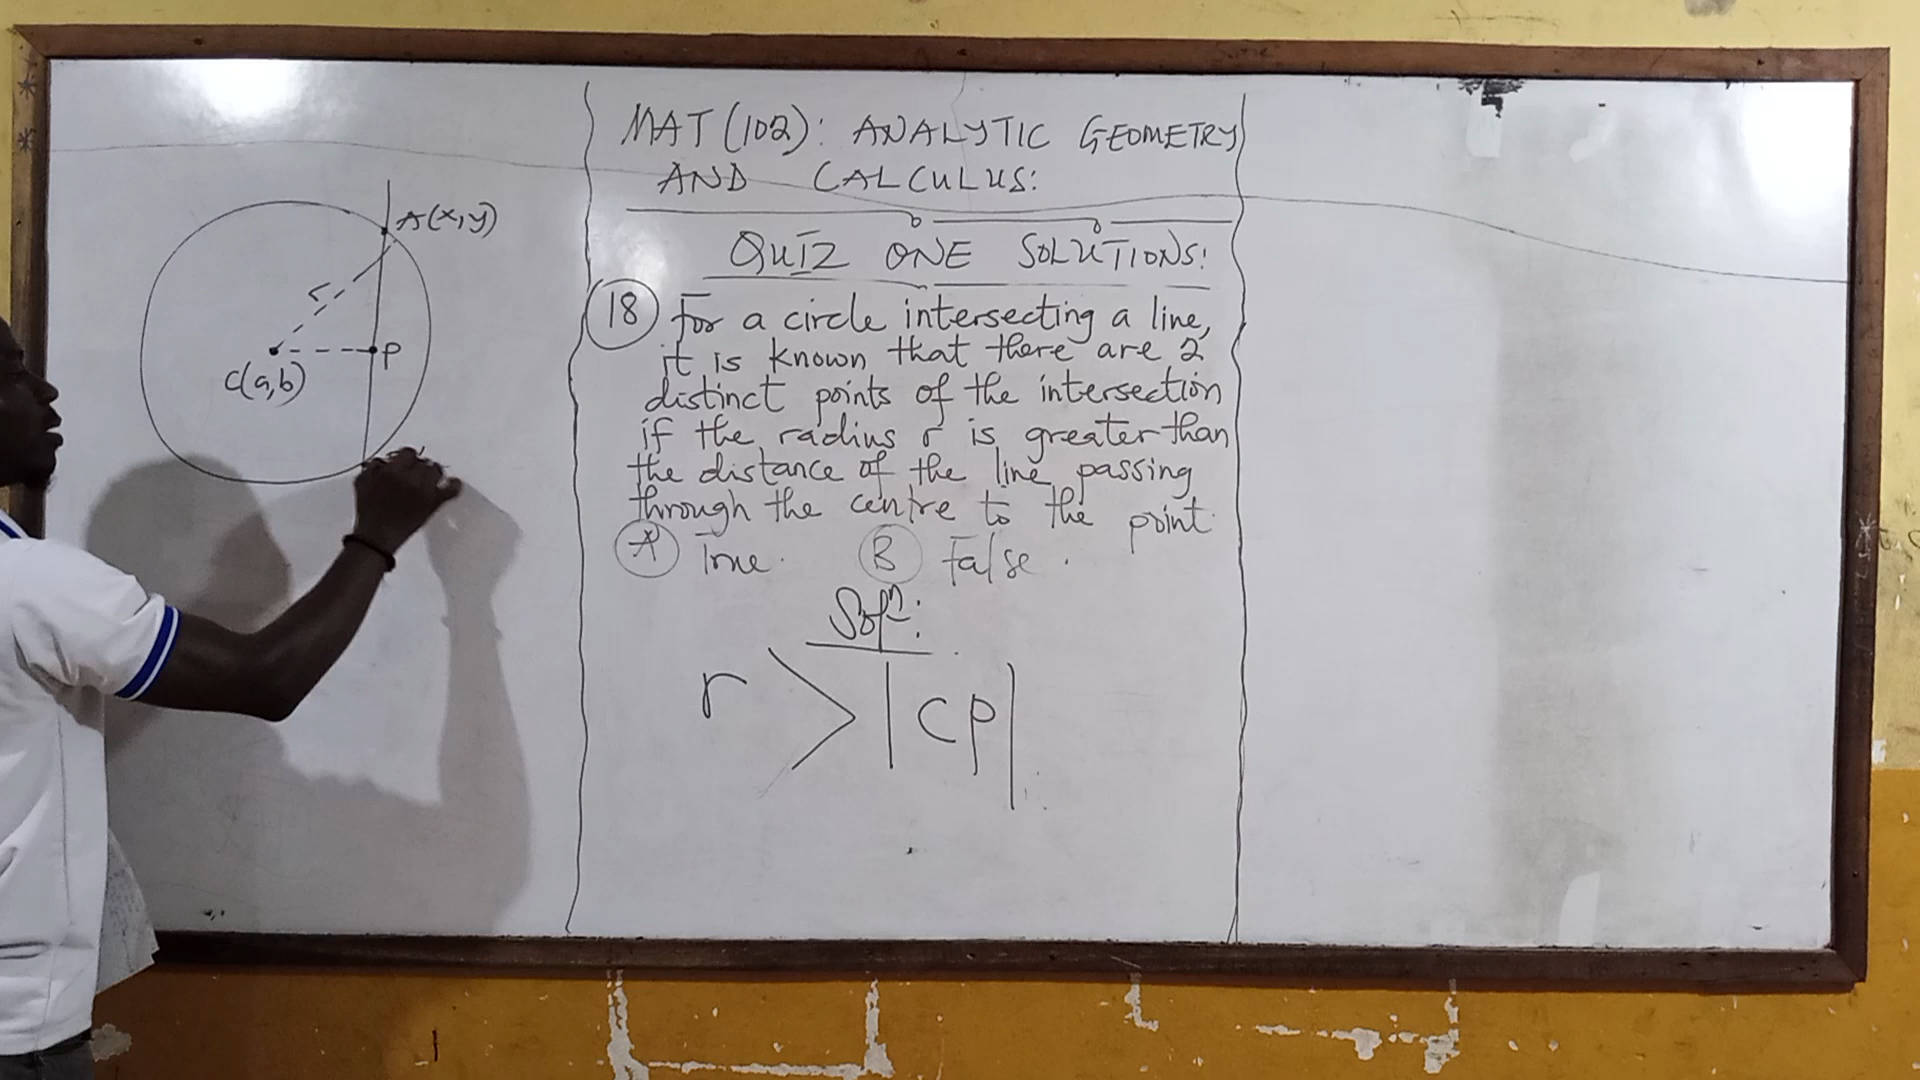 A(x,y)
r
P
C(a,b)
MAT (102): ANALYTIC GEOMETRY
AND CALCULUS:
QUIZ ONE SOLUTIONS:
18 For a circle intersecting a line,
it is known that there are 2
distinct points of the intersection
if the radius r is greater than
the distance of the line passing
through the centre to the point.
A True. B False.
Solⁿ:
r > |CP|